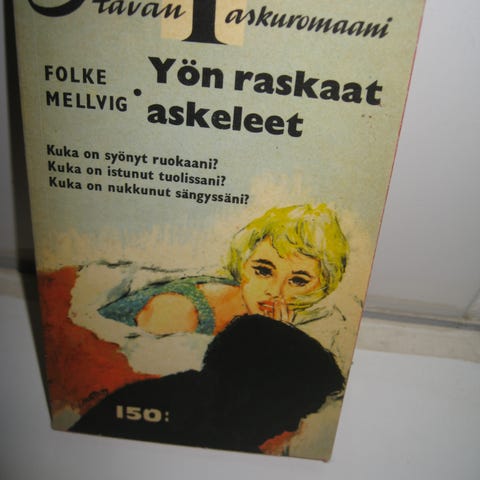 Otavan Taskuromaani
FOLKE
MELLVIG
Yön raskaat
askeleet
Kuka on syönyt ruokaani?
Kuka on istunut tuolissani?
Kuka on nukkunut sängyssäni?
150: